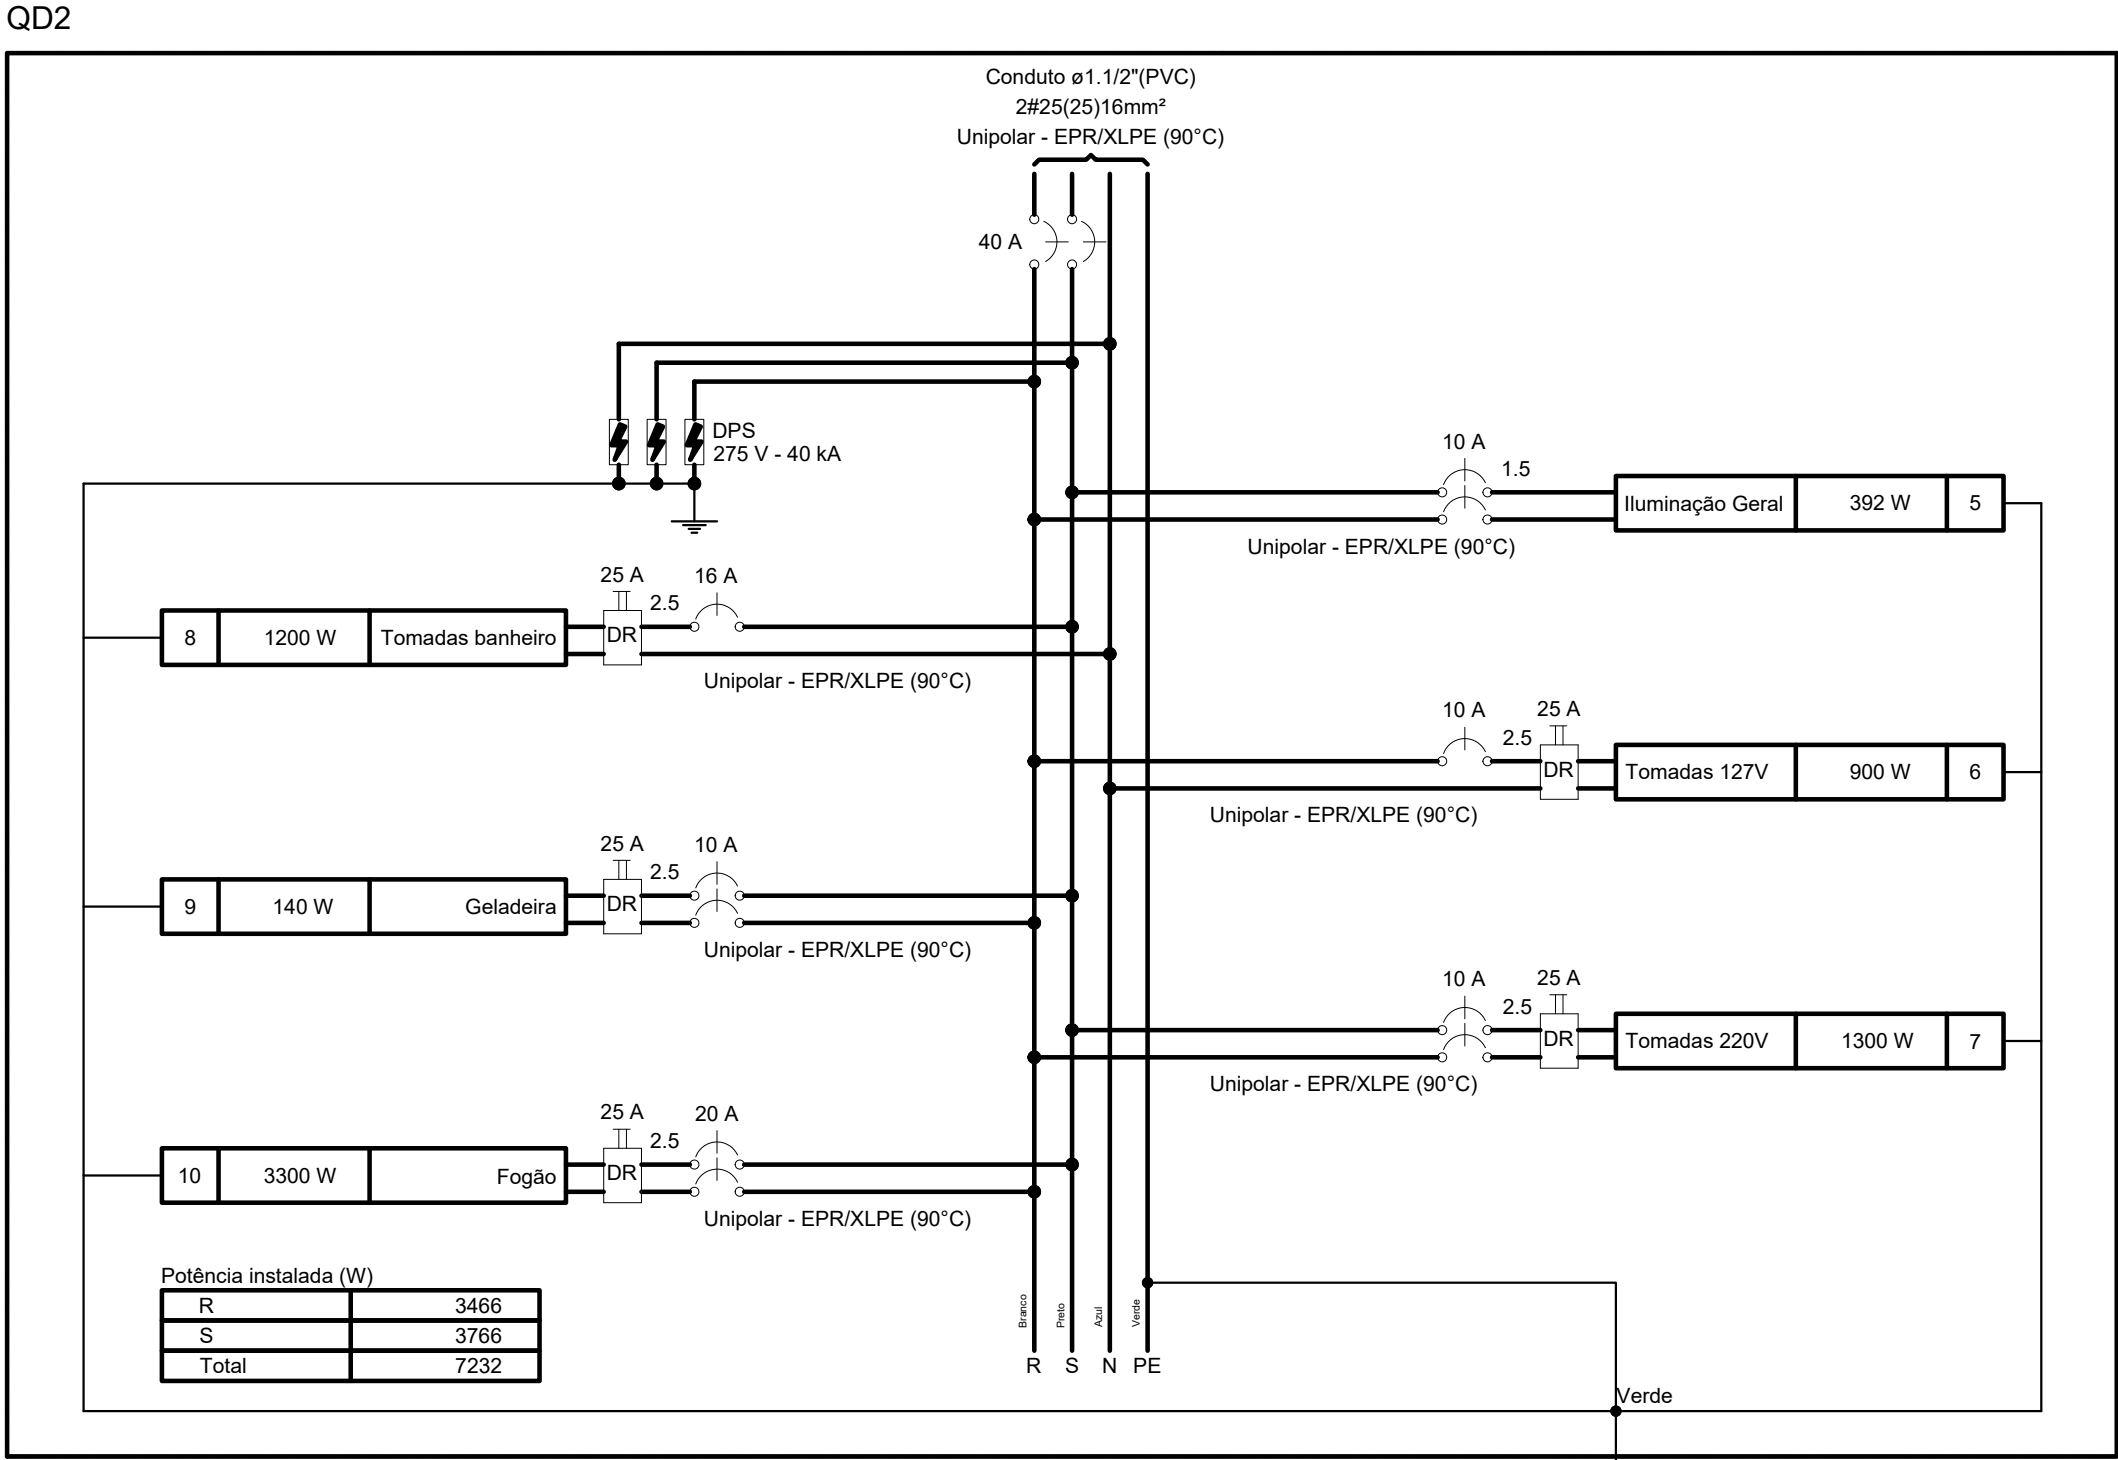 QD2
Conduto ø1.1/2"(PVC)
2#25(25)16mm²
Unipolar - EPR/XLPE (90°C)
40 A
DPS
275 V - 40 kA
10 A
1.5
Iluminação Geral 392 W 5
Unipolar - EPR/XLPE (90°C)
25 A 16 A
2.5
8 1200 W Tomadas banheiro DR
Unipolar - EPR/XLPE (90°C)
10 A 25 A
2.5
DR Tomadas 127V 900 W 6
Unipolar - EPR/XLPE (90°C)
25 A 10 A
2.5
9 140 W Geladeira DR
Unipolar - EPR/XLPE (90°C)
10 A 25 A
2.5
DR Tomadas 220V 1300 W 7
Unipolar - EPR/XLPE (90°C)
25 A 20 A
2.5
10 3300 W Fogão DR
Unipolar - EPR/XLPE (90°C)
Potência instalada (W)
R 3466
S 3766
Total 7232
Branco
Preto
Azul
Verde
R S N PE
Verde